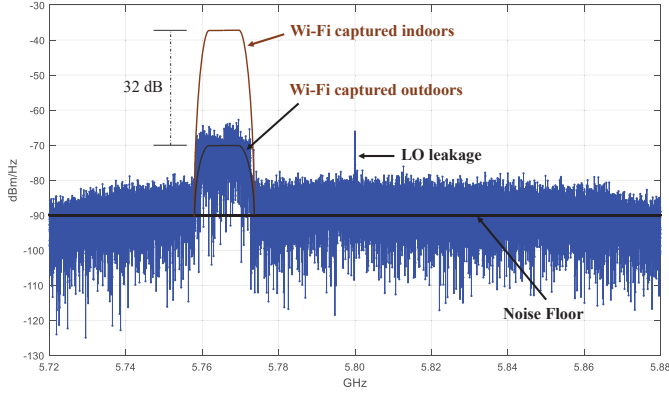 -30
Wi-Fi captured indoors
-40
-50
32 dB
Wi-Fi captured outdoors
-60
-70
LO leakage
dBm/Hz
-80
-90
-100
-110
Noise Floor
-120
-130
5.72 5.74 5.76 5.78 5.80 5.82 5.84 5.86 5.88
GHz